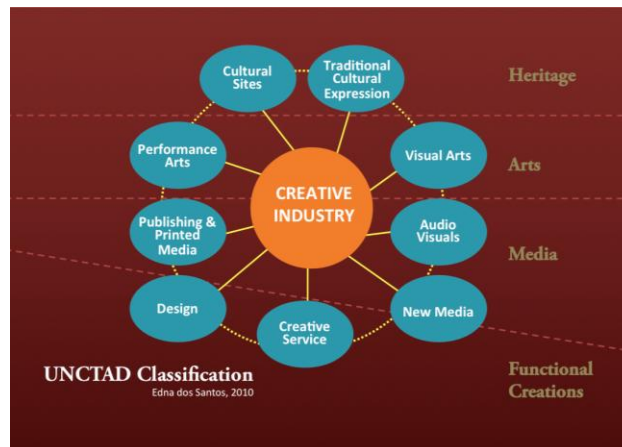 Cultural
Sites
Traditional
Cultural
Expression
Heritage
Performance
Arts
Visual Arts
Arts
CREATIVE
INDUSTRY
Publishing &
Printed
Media
Audio
Visuals
Media
Design
Creative
Service
New Media
UNCTAD Classification
Edna dos Santos, 2010
Functional
Creations